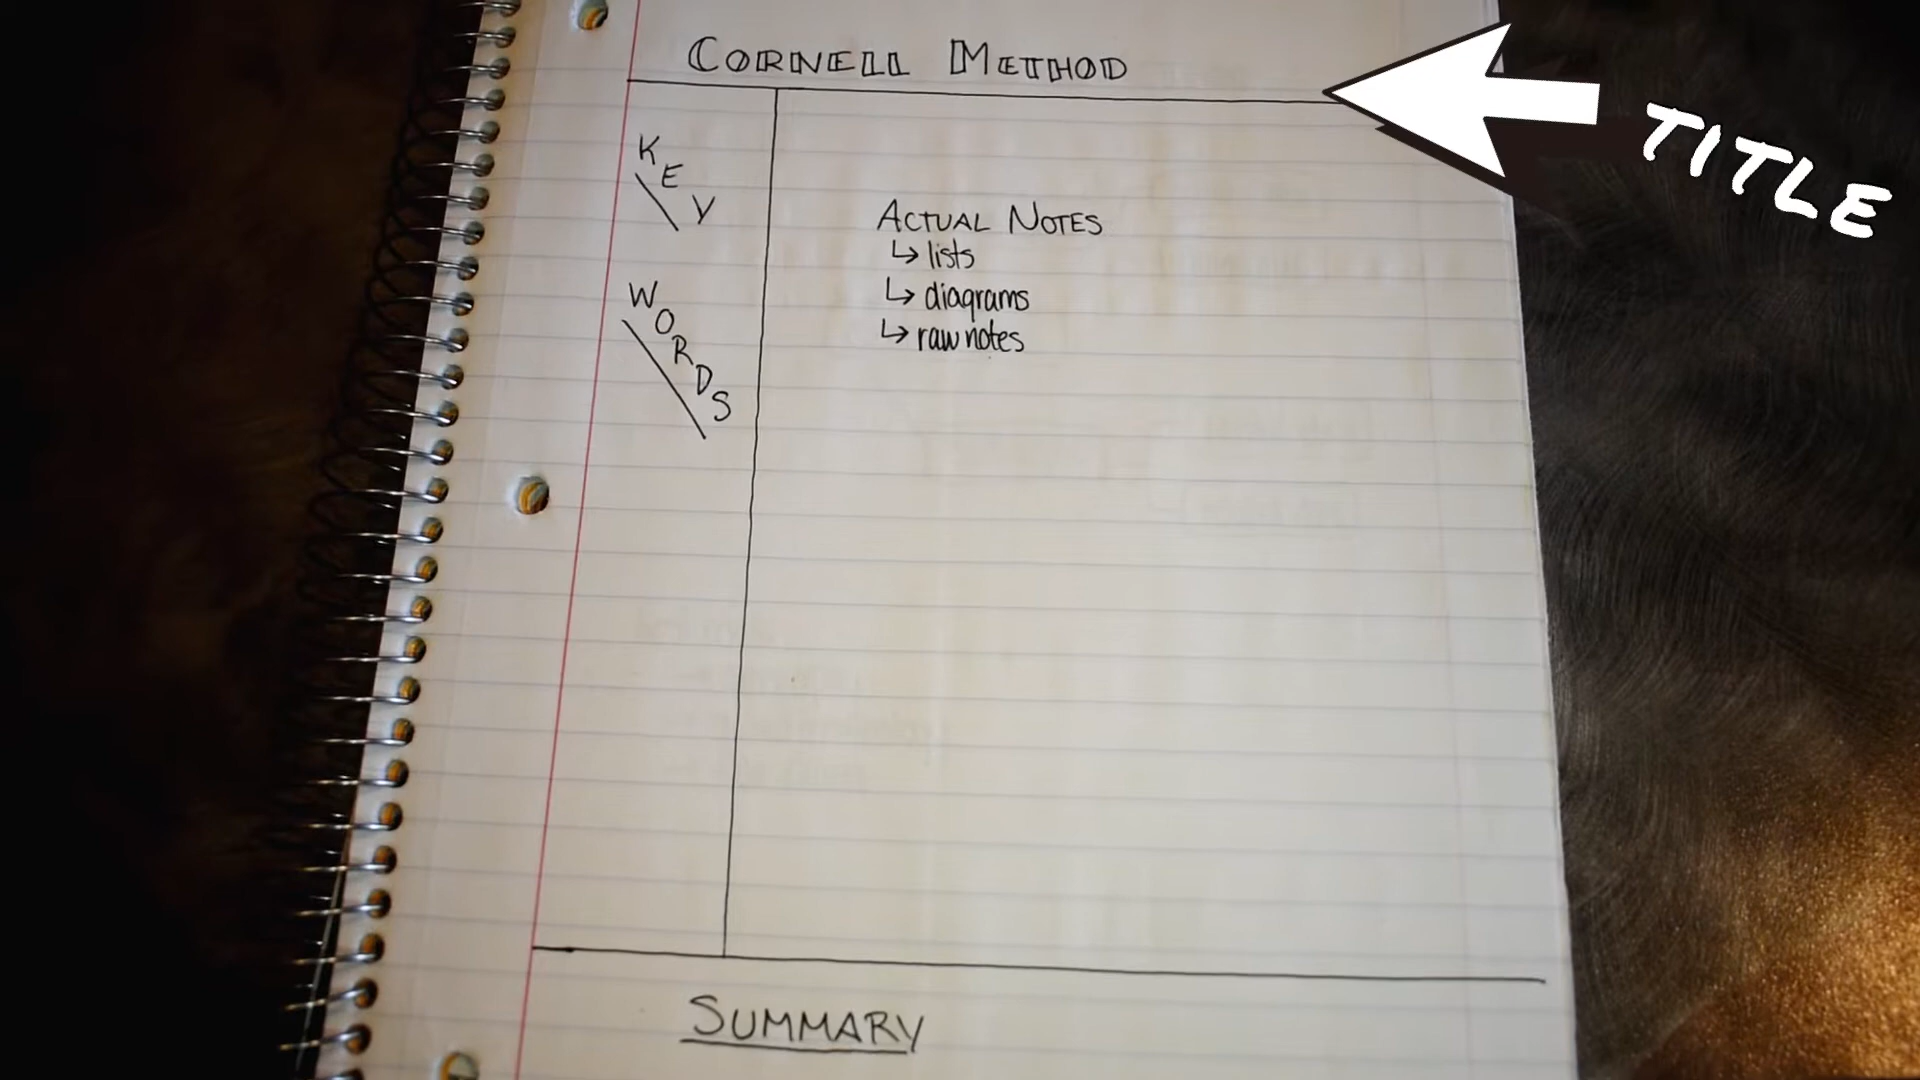 CORNELL METHOD
TITLE
KEY
WORDS
ACTUAL NOTES
↳ lists
↳ diagrams
↳ raw notes
SUMMARY